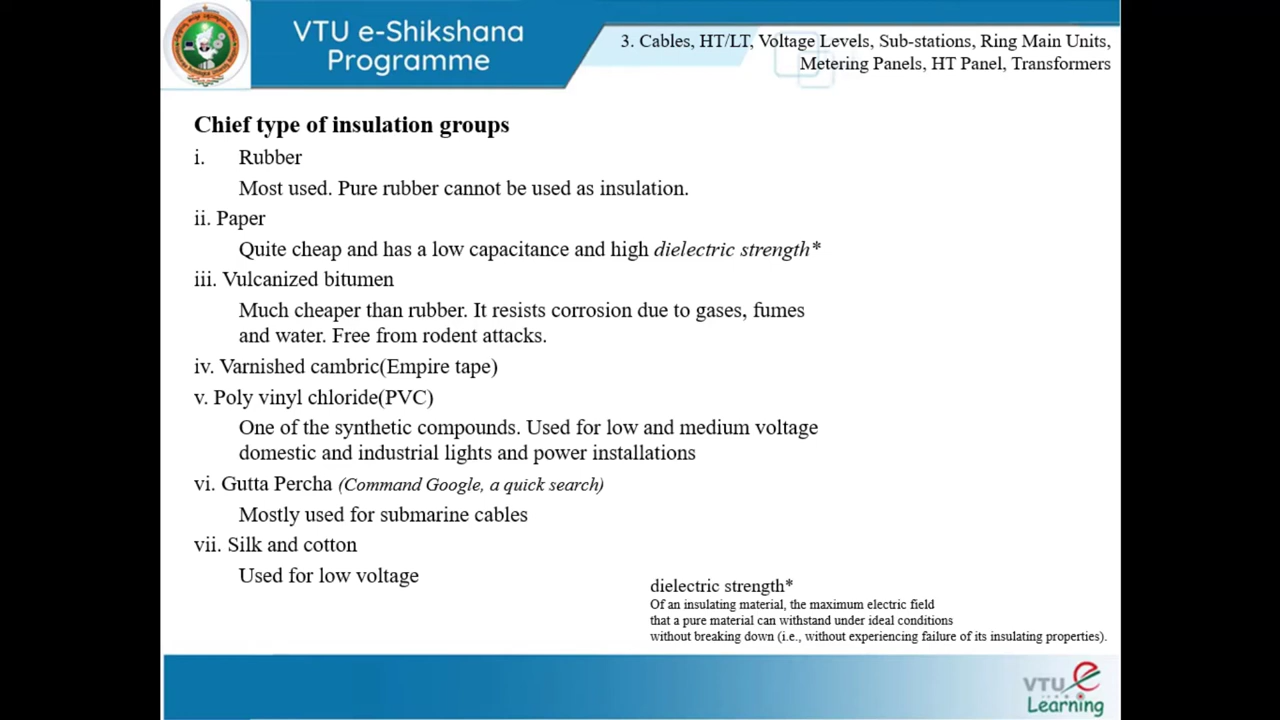 VTU e-Shikshana
Programme
3. Cables, HT/LT, Voltage Levels, Sub-stations, Ring Main Units,
Metering Panels, HT Panel, Transformers
Chief type of insulation groups
i. Rubber
Most used. Pure rubber cannot be used as insulation.
ii. Paper
Quite cheap and has a low capacitance and high dielectric strength*
iii. Vulcanized bitumen
Much cheaper than rubber. It resists corrosion due to gases, fumes
and water. Free from rodent attacks.
iv. Varnished cambric(Empire tape)
v. Poly vinyl chloride(PVC)
One of the synthetic compounds. Used for low and medium voltage
domestic and industrial lights and power installations
vi. Gutta Percha (Command Google, a quick search)
Mostly used for submarine cables
vii. Silk and cotton
Used for low voltage
dielectric strength*
Of an insulating material, the maximum electric field
that a pure material can withstand under ideal conditions
without breaking down (i.e., without experiencing failure of its insulating properties).
VTU e
Learning